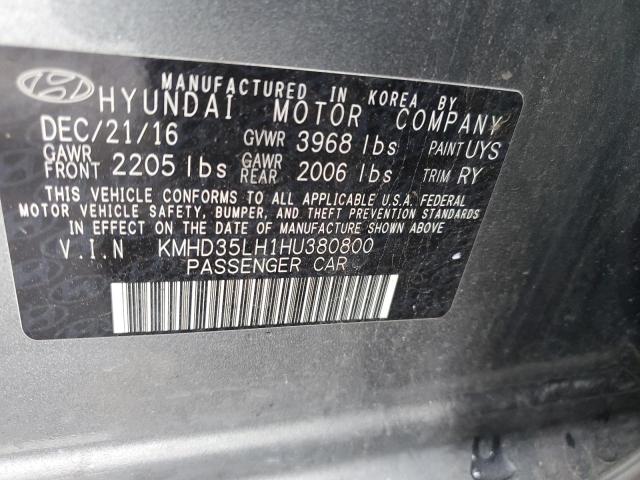 MANUFACTURED IN KOREA BY
HYUNDAI MOTOR COMPANY
DEC/21/16 GVWR 3968 lbs PAINT UYS
GAWR FRONT 2205 lbs GAWR REAR 2006 lbs TRIM RY
THIS VEHICLE CONFORMS TO ALL APPLICABLE U.S.A. FEDERAL
MOTOR VEHICLE SAFETY, BUMPER, AND THEFT PREVENTION STANDARDS
IN EFFECT ON THE DATE OF MANUFACTURE SHOWN ABOVE.
V.I.N KMHD35LH1HU380800
PASSENGER CAR